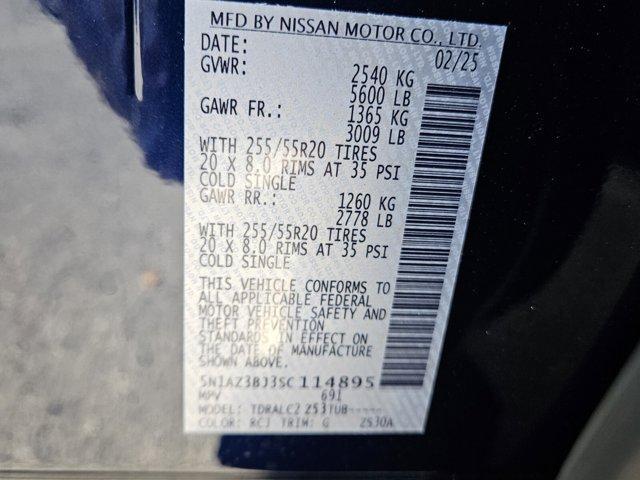 MFD BY NISSAN MOTOR CO., LTD.
DATE: 02/25
GVWR: 2540 KG
5600 LB
GAWR FR.: 1365 KG
3009 LB
WITH 255/55R20 TIRES
20 X 8.0 RIMS AT 35 PSI
COLD SINGLE
GAWR RR.: 1260 KG
2778 LB
WITH 255/55R20 TIRES
20 X 8.0 RIMS AT 35 PSI
COLD SINGLE
THIS VEHICLE CONFORMS TO
ALL APPLICABLE FEDERAL
MOTOR VEHICLE SAFETY AND
THEFT PREVENTION
STANDARDS IN EFFECT ON
THE DATE OF MANUFACTURE
SHOWN ABOVE.
5N1AZ3BJ3SC114895
MPV 691
MODEL: TDRALC2 Z53TUB-----
COLOR: RCJ TRIM: G ZS30A